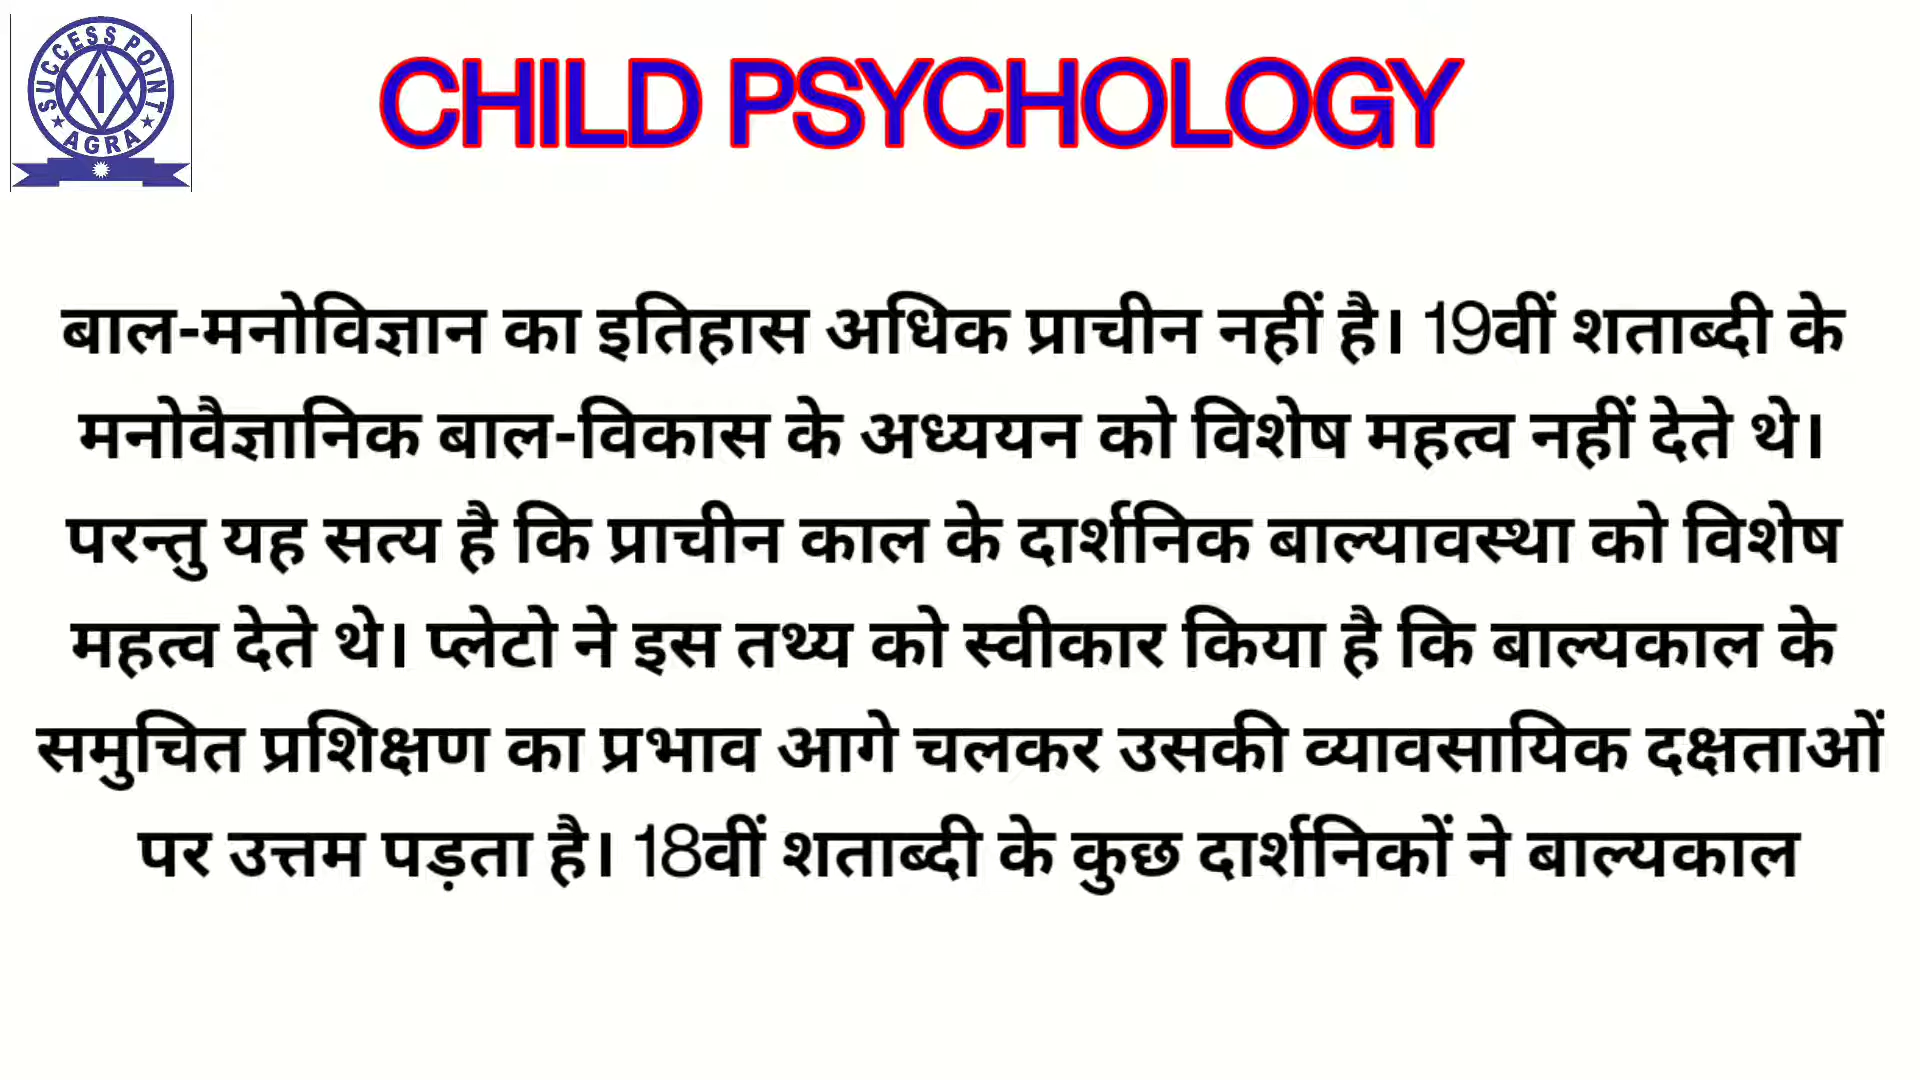 SUCCESS POINT
AGRA
CHILD PSYCHOLOGY
बाल-मनोविज्ञान का इतिहास अधिक प्राचीन नहीं है। 19वीं शताब्दी के
मनोवैज्ञानिक बाल-विकास के अध्ययन को विशेष महत्व नहीं देते थे।
परन्तु यह सत्य है कि प्राचीन काल के दार्शनिक बाल्यावस्था को विशेष
महत्व देते थे। प्लेटो ने इस तथ्य को स्वीकार किया है कि बाल्यकाल के
समुचित प्रशिक्षण का प्रभाव आगे चलकर उसकी व्यावसायिक दक्षताओं
पर उत्तम पड़ता है। 18वीं शताब्दी के कुछ दार्शनिकों ने बाल्यकाल